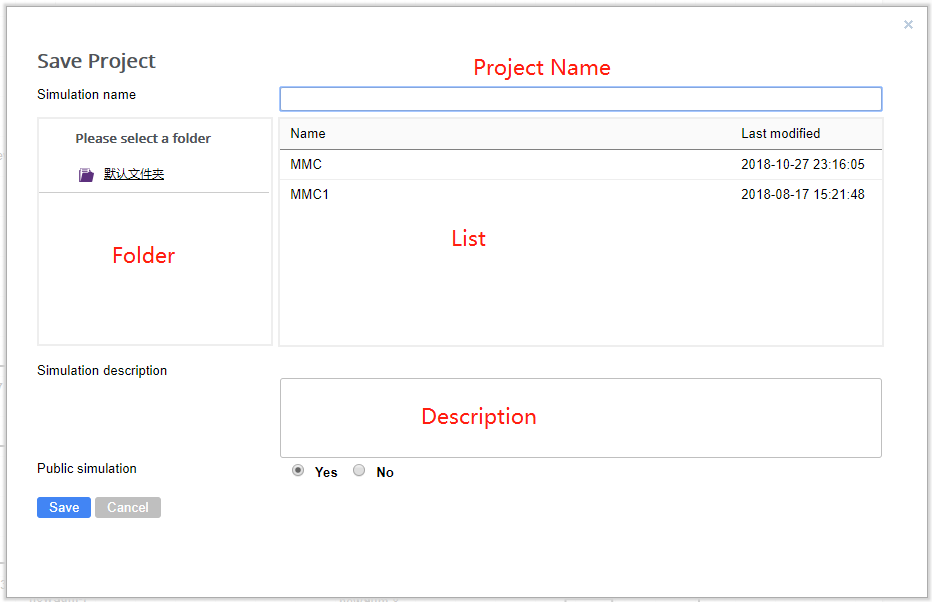 Save Project
Project Name
Simulation name
Please select a folder
默认文件夹
Folder
Name Last modified
MMC 2018-10-27 23:16:05
MMC1 2018-08-17 15:21:48
List
Simulation description
Description
Public simulation
Yes No
Save Cancel